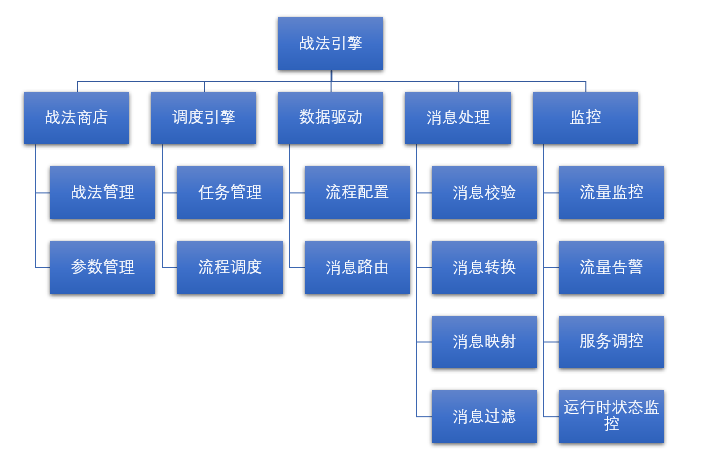 战法引擎
战法商店
调度引擎
数据驱动
消息处理
监控
战法管理
任务管理
流程配置
消息校验
流量监控
参数管理
流程调度
消息路由
消息转换
流量告警
消息映射
服务调控
消息过滤
运行时状态监
控